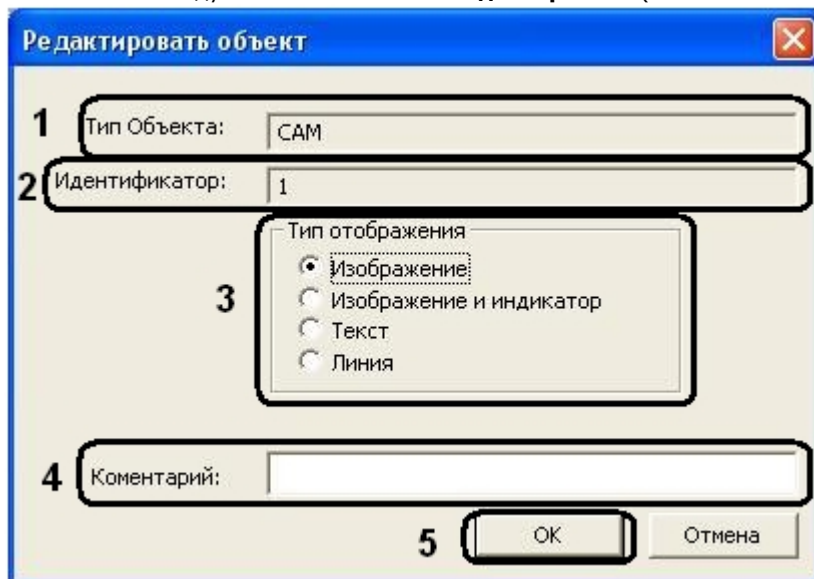 Редактировать объект
1 Тип Объекта: CAM
2 Идентификатор: 1
Тип отображения
Изображение
3 Изображение и индикатор
Текст
Линия
4 Коментарий:
5 OK Отмена